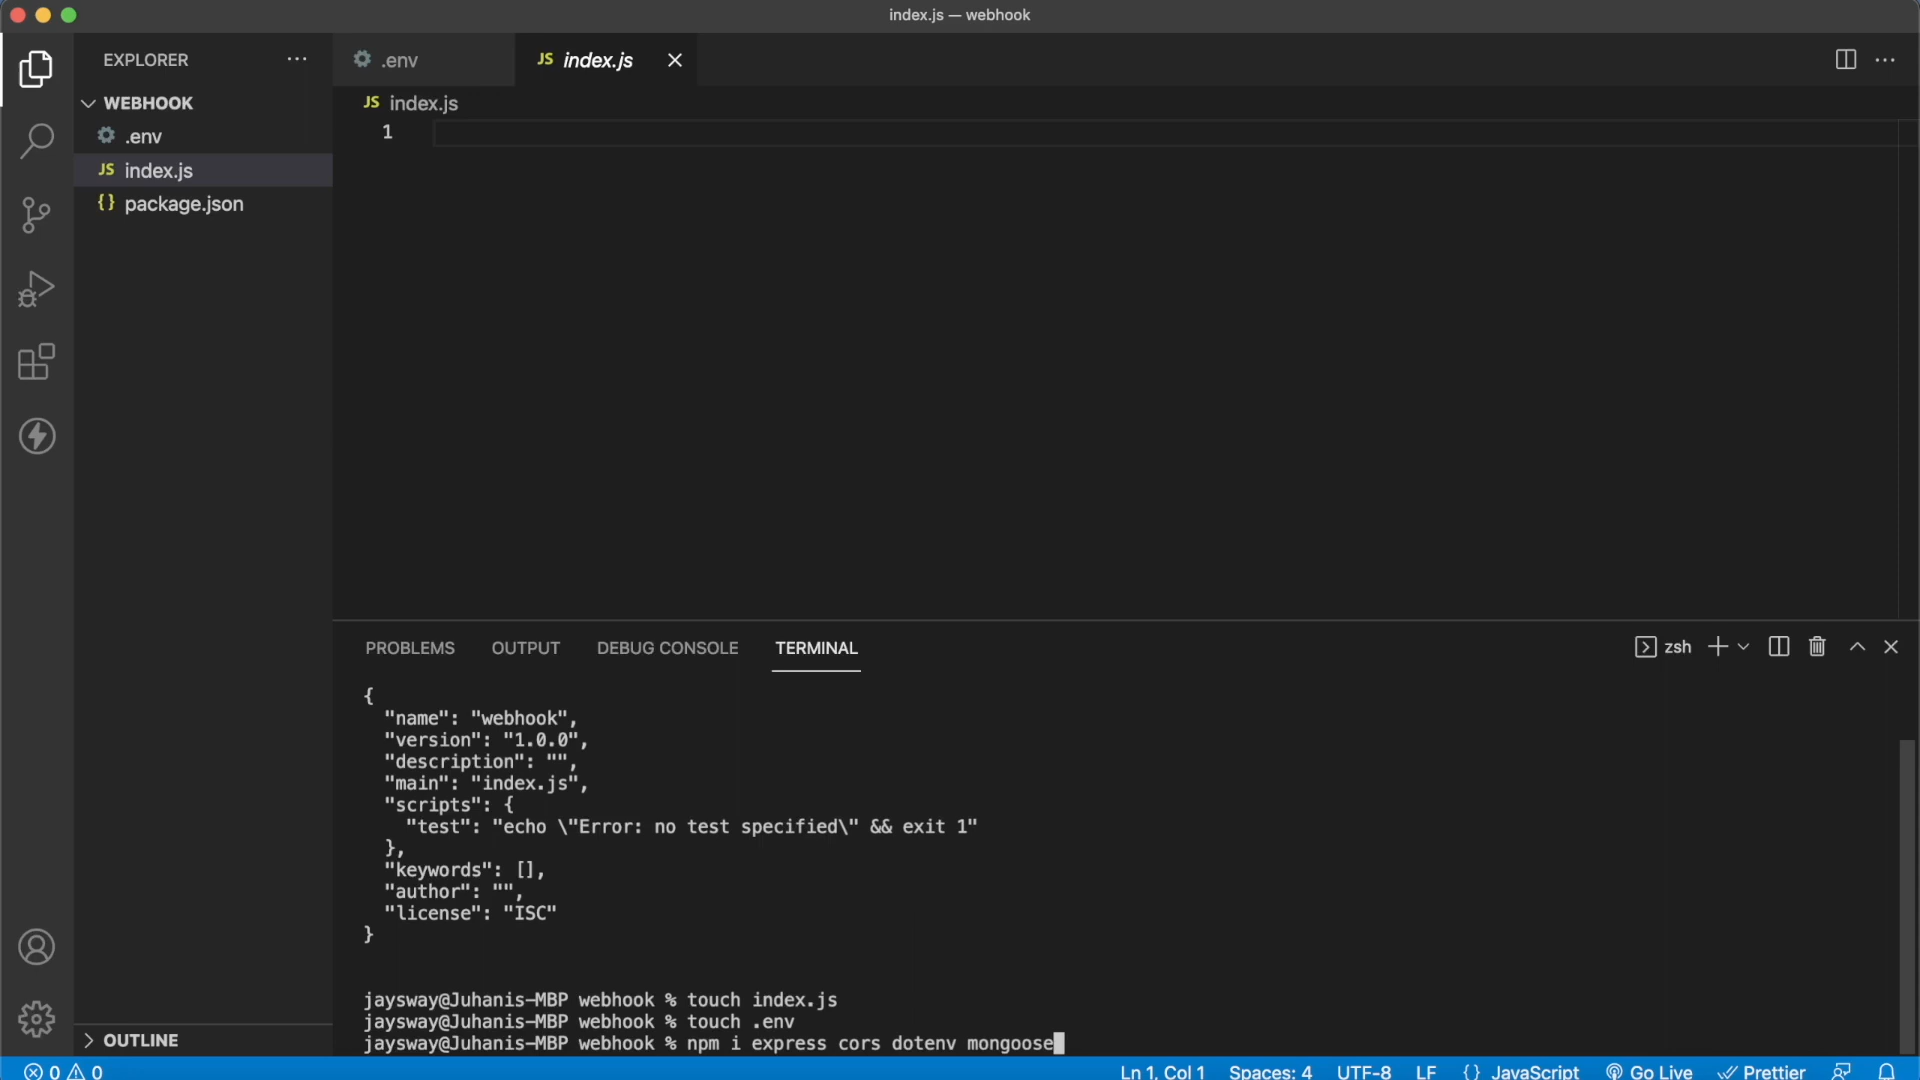 index.js — webhook
EXPLORER
WEBHOOK
.env
JS index.js
{} package.json
OUTLINE
.env
JS index.js
JS index.js
1
PROBLEMS OUTPUT DEBUG CONSOLE TERMINAL
zsh
{
"name": "webhook",
"version": "1.0.0",
"description": "",
"main": "index.js",
"scripts": {
"test": "echo \"Error: no test specified\" && exit 1"
},
"keywords": [],
"author": "",
"license": "ISC"
}
jaysway@Juhanis-MBP webhook % touch index.js
jaysway@Juhanis-MBP webhook % touch .env
jaysway@Juhanis-MBP webhook % npm i express cors dotenv mongoose
0 0 Ln 1, Col 1 Spaces: 4 UTF-8 LF {} JavaScript Go Live Prettier